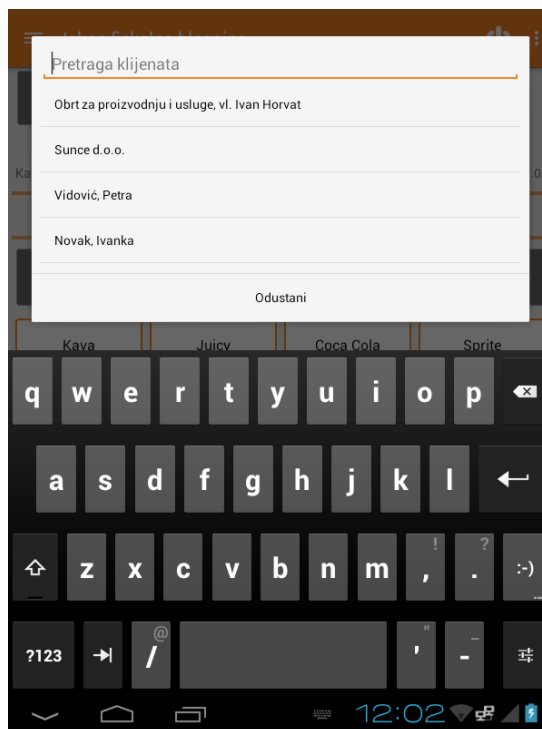 Pretraga klijenata
Obrt za proizvodnju i usluge, vl. Ivan Horvat
Sunce d.o.o.
Vidović, Petra
Novak, Ivanka
Odustani
Kava Juicy Coca Cola Sprite
q w e r t y u i o p
a s d f g h j k l
! ?
z x c v b n m , . :-)
...
@ " _
?123 / ' -
12:02